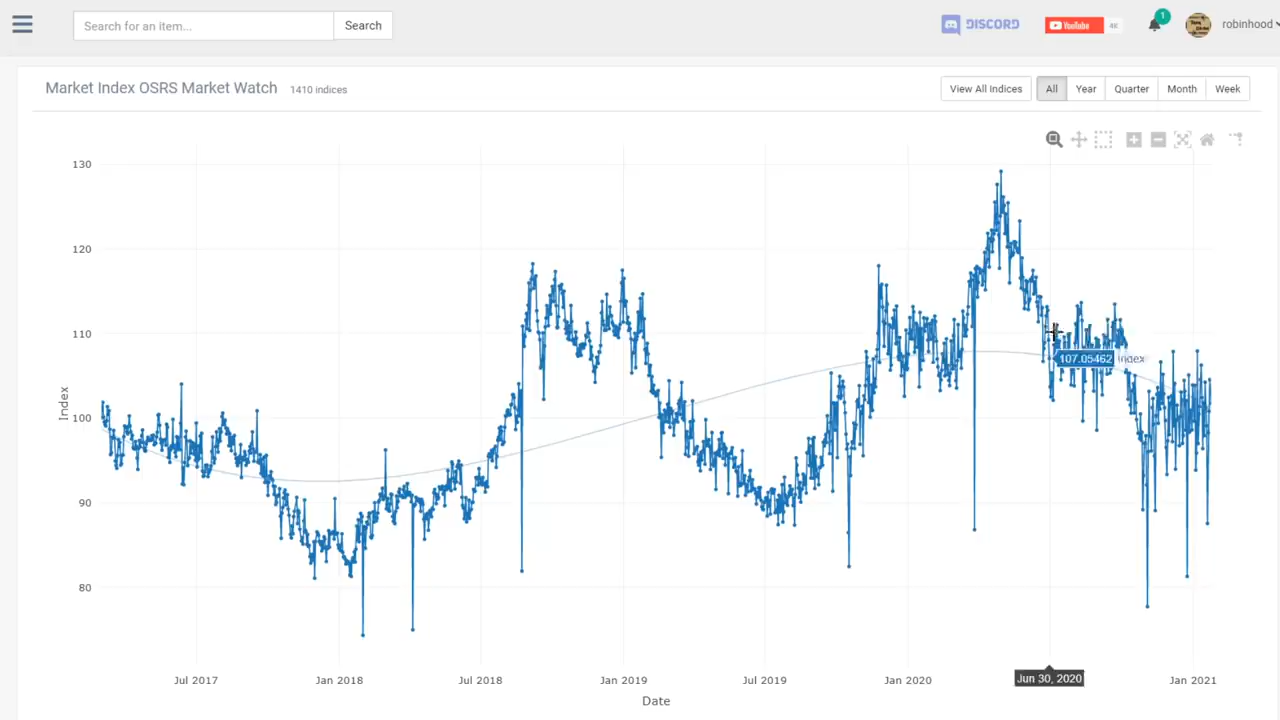 Search for an item...
Search
DISCORD
YouTube
4K
1
robinhood
Market Index OSRS Market Watch
1410 indices
View All Indices
All
Year
Quarter
Month
Week
130
120
110
100
90
80
Index
107.05462
Index
Jul 2017
Jan 2018
Jul 2018
Jan 2019
Jul 2019
Jan 2020
Jun 30, 2020
Jan 2021
Date